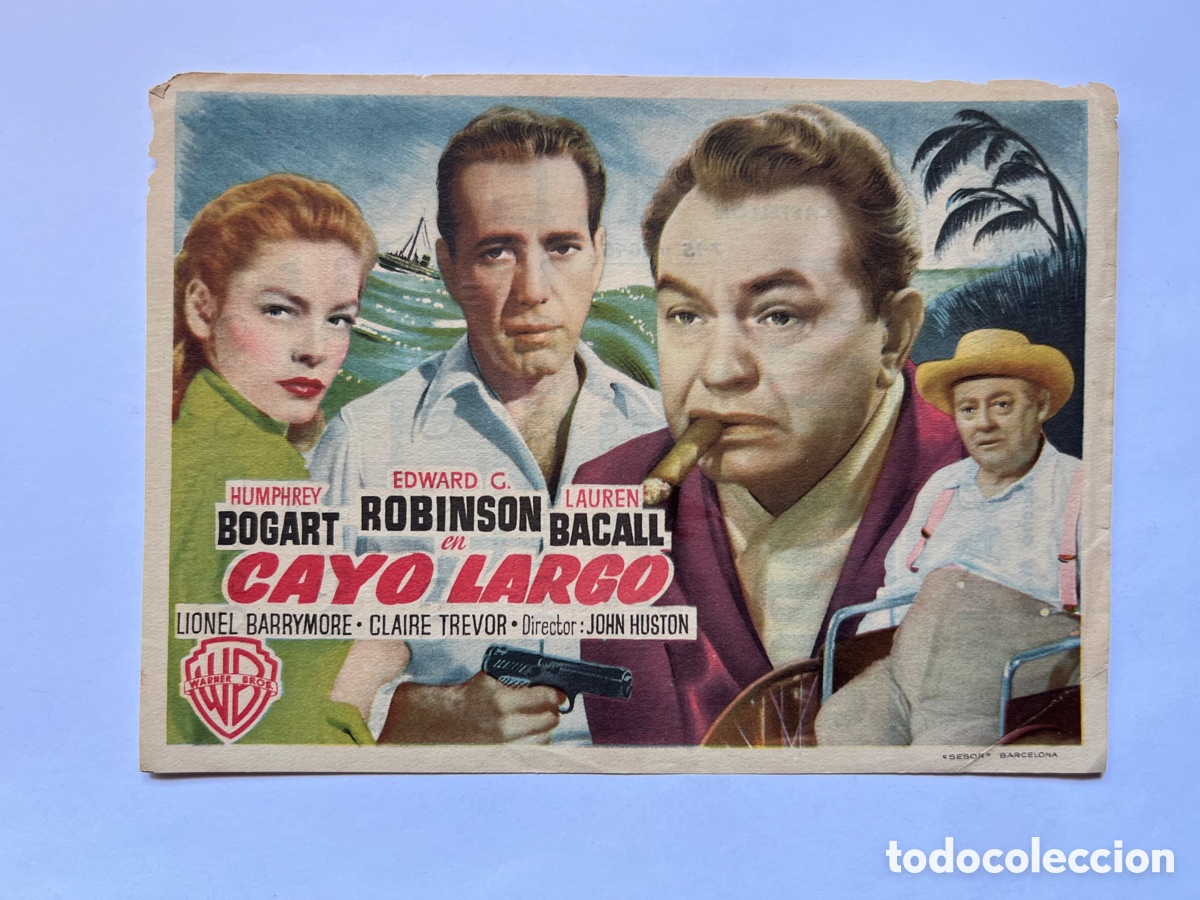 HUMPHREY
BOGART
EDWARD G.
ROBINSON
LAUREN
BACALL
en
CAYO LARGO
LIONEL BARRYMORE · CLAIRE TREVOR · Director: JOHN HUSTON
WB
WARNER BROS
"SESOR" BARCELONA
todocoleccion